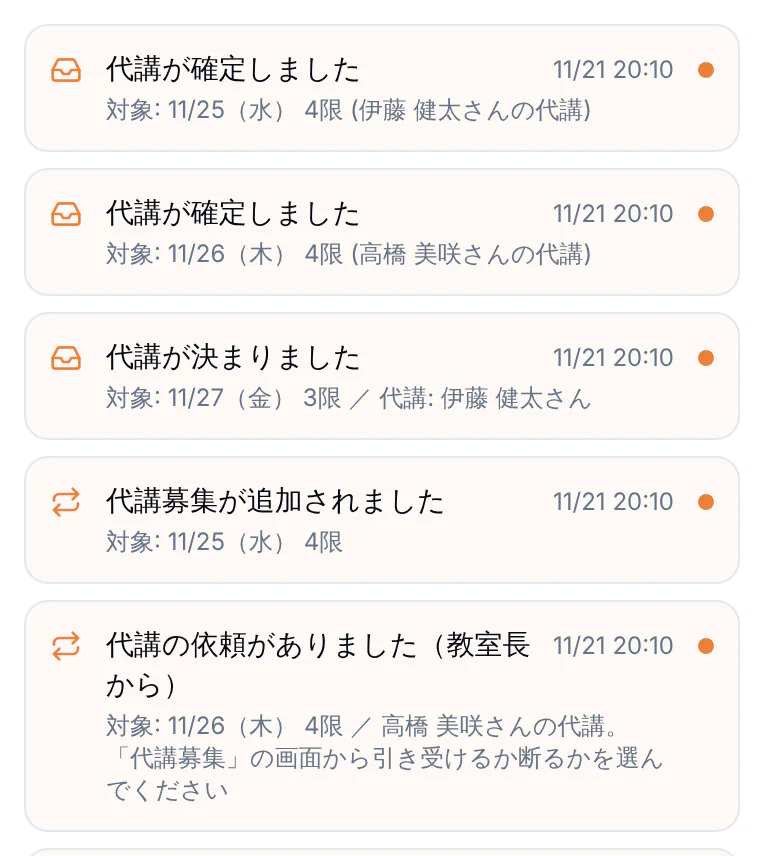 代講が確定しました 11/21 20:10
対象: 11/25（水） 4限 (伊藤 健太さんの代講)
代講が確定しました 11/21 20:10
対象: 11/26（木） 4限 (高橋 美咲さんの代講)
代講が決まりました 11/21 20:10
対象: 11/27（金） 3限 ／ 代講: 伊藤 健太さん
代講募集が追加されました 11/21 20:10
対象: 11/25（水） 4限
代講の依頼がありました（教室長 11/21 20:10
から）
対象: 11/26（木） 4限 ／ 高橋 美咲さんの代講。
「代講募集」の画面から引き受けるか断るかを選ん
でください